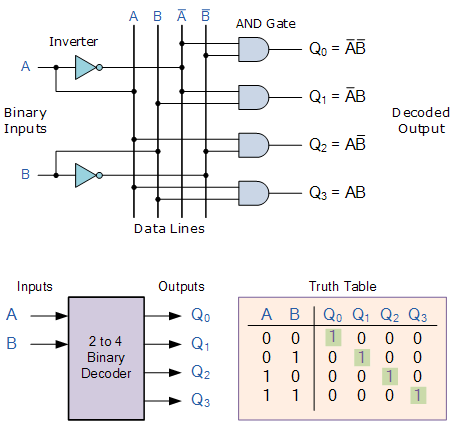 A B A̅ B̅
AND Gate
Inverter
Q₀ = A̅B̅
A
Q₁ = A̅B
Binary
Inputs
Decoded
Output
Q₂ = AB̅
B
Q₃ = AB
Data Lines
Inputs
Outputs
A
B
2 to 4
Binary
Decoder
Q₀
Q₁
Q₂
Q₃
Truth Table
A B Q₀ Q₁ Q₂ Q₃
0 0 1 0 0 0
0 1 0 1 0 0
1 0 0 0 1 0
1 1 0 0 0 1